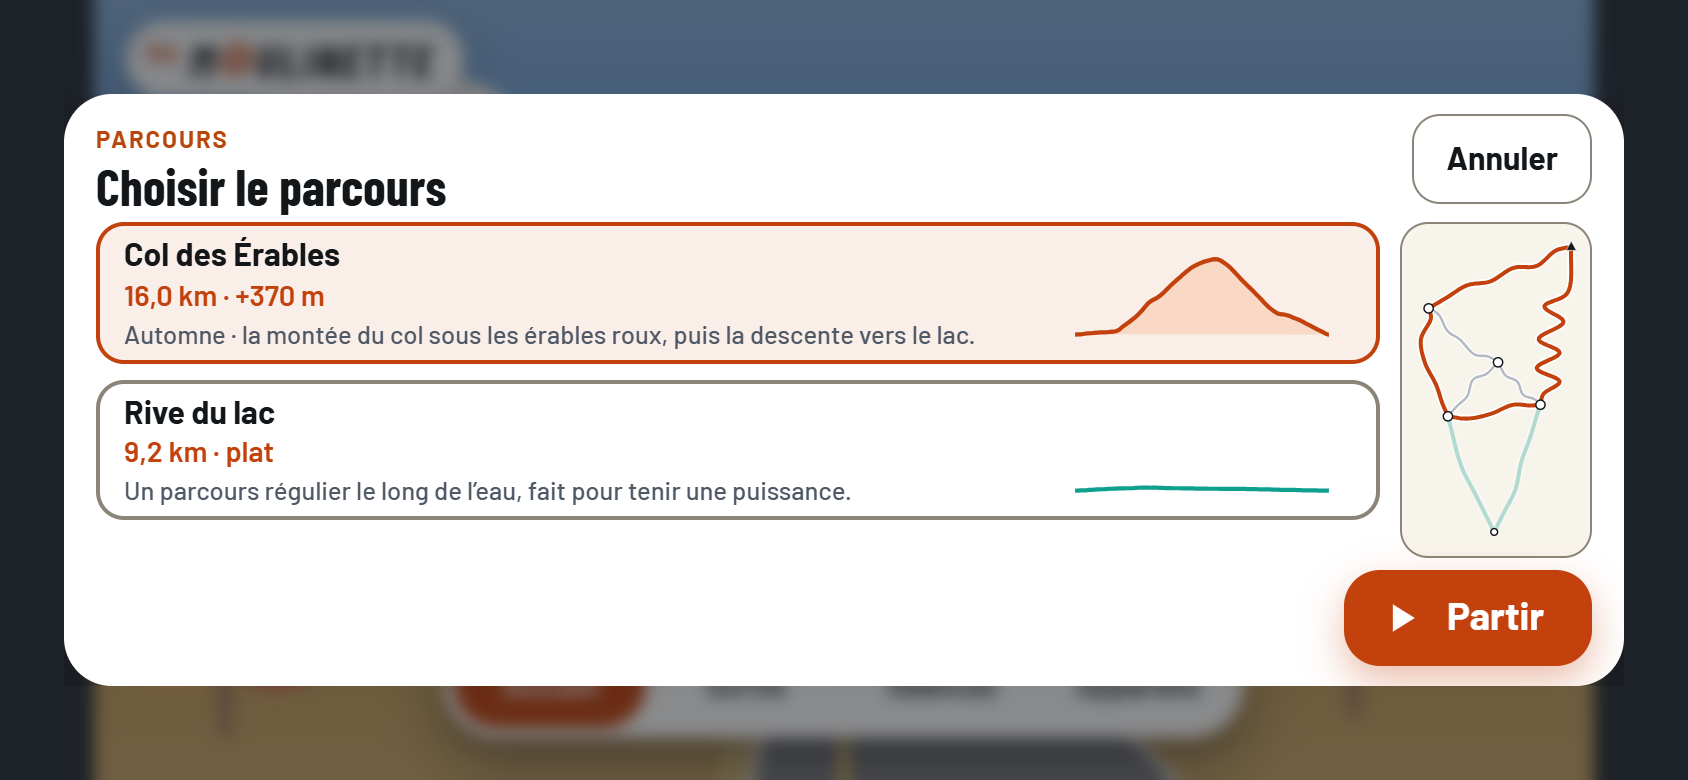 MOULINETTE
PARCOURS
Choisir le parcours
Annuler
Col des Érables
16,0 km · +370 m
Automne · la montée du col sous les érables roux, puis la descente vers le lac.
Rive du lac
9,2 km · plat
Un parcours régulier le long de l’eau, fait pour tenir une puissance.
Partir